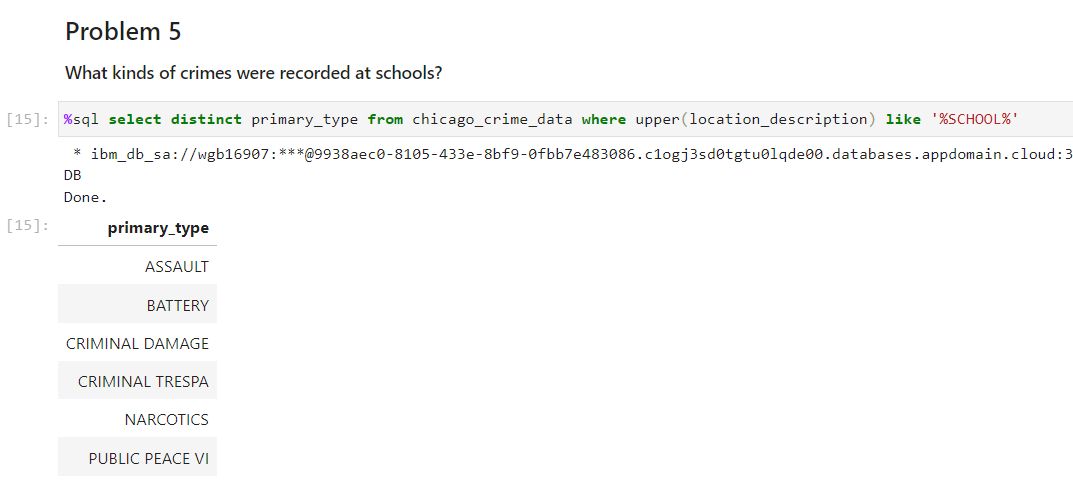 Problem 5
What kinds of crimes were recorded at schools?
[15]: %sql select distinct primary_type from chicago_crime_data where upper(location_description) like '%SCHOOL%'
* ibm_db_sa://wgb16907:***@9938aec0-8105-433e-8bf9-0fbb7e483086.c1ogj3sd0tgtu0lqde00.databases.appdomain.cloud:3
DB
Done.
[15]: primary_type
ASSAULT
BATTERY
CRIMINAL DAMAGE
CRIMINAL TRESPA
NARCOTICS
PUBLIC PEACE VI